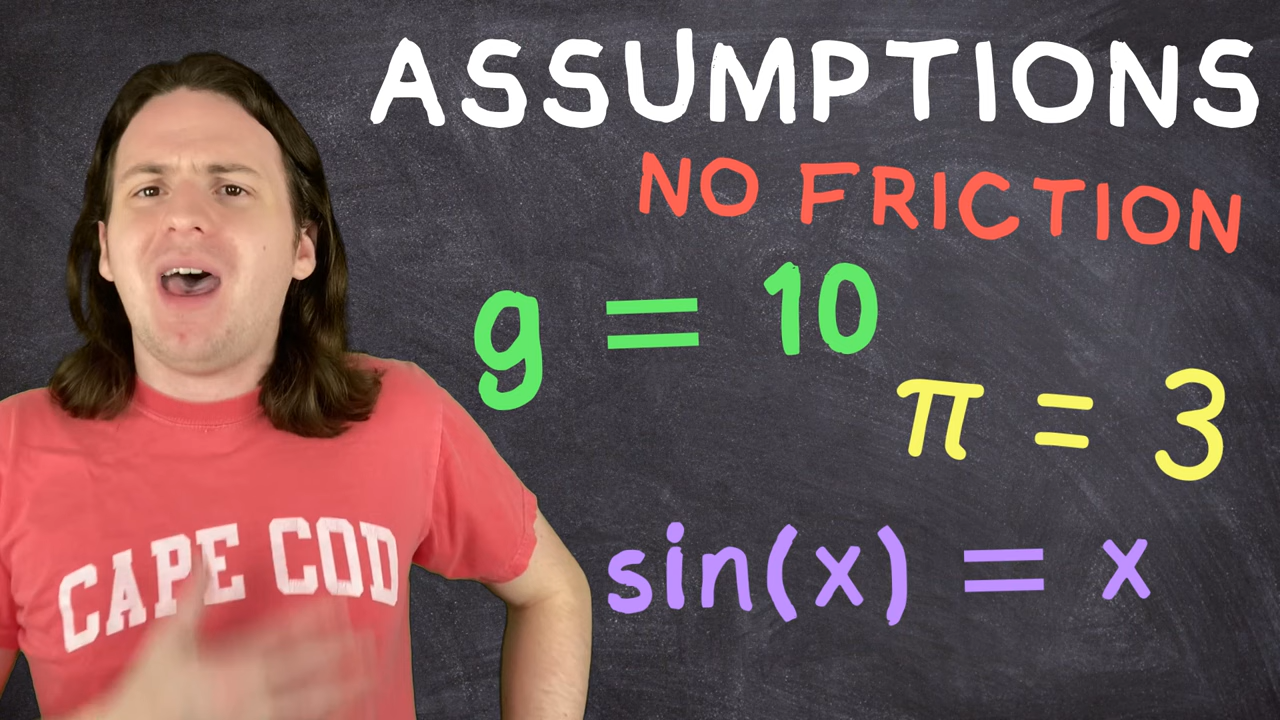 ASSUMPTIONS
NO FRICTION
g = 10
π = 3
sin(x) = x
CAPE COD